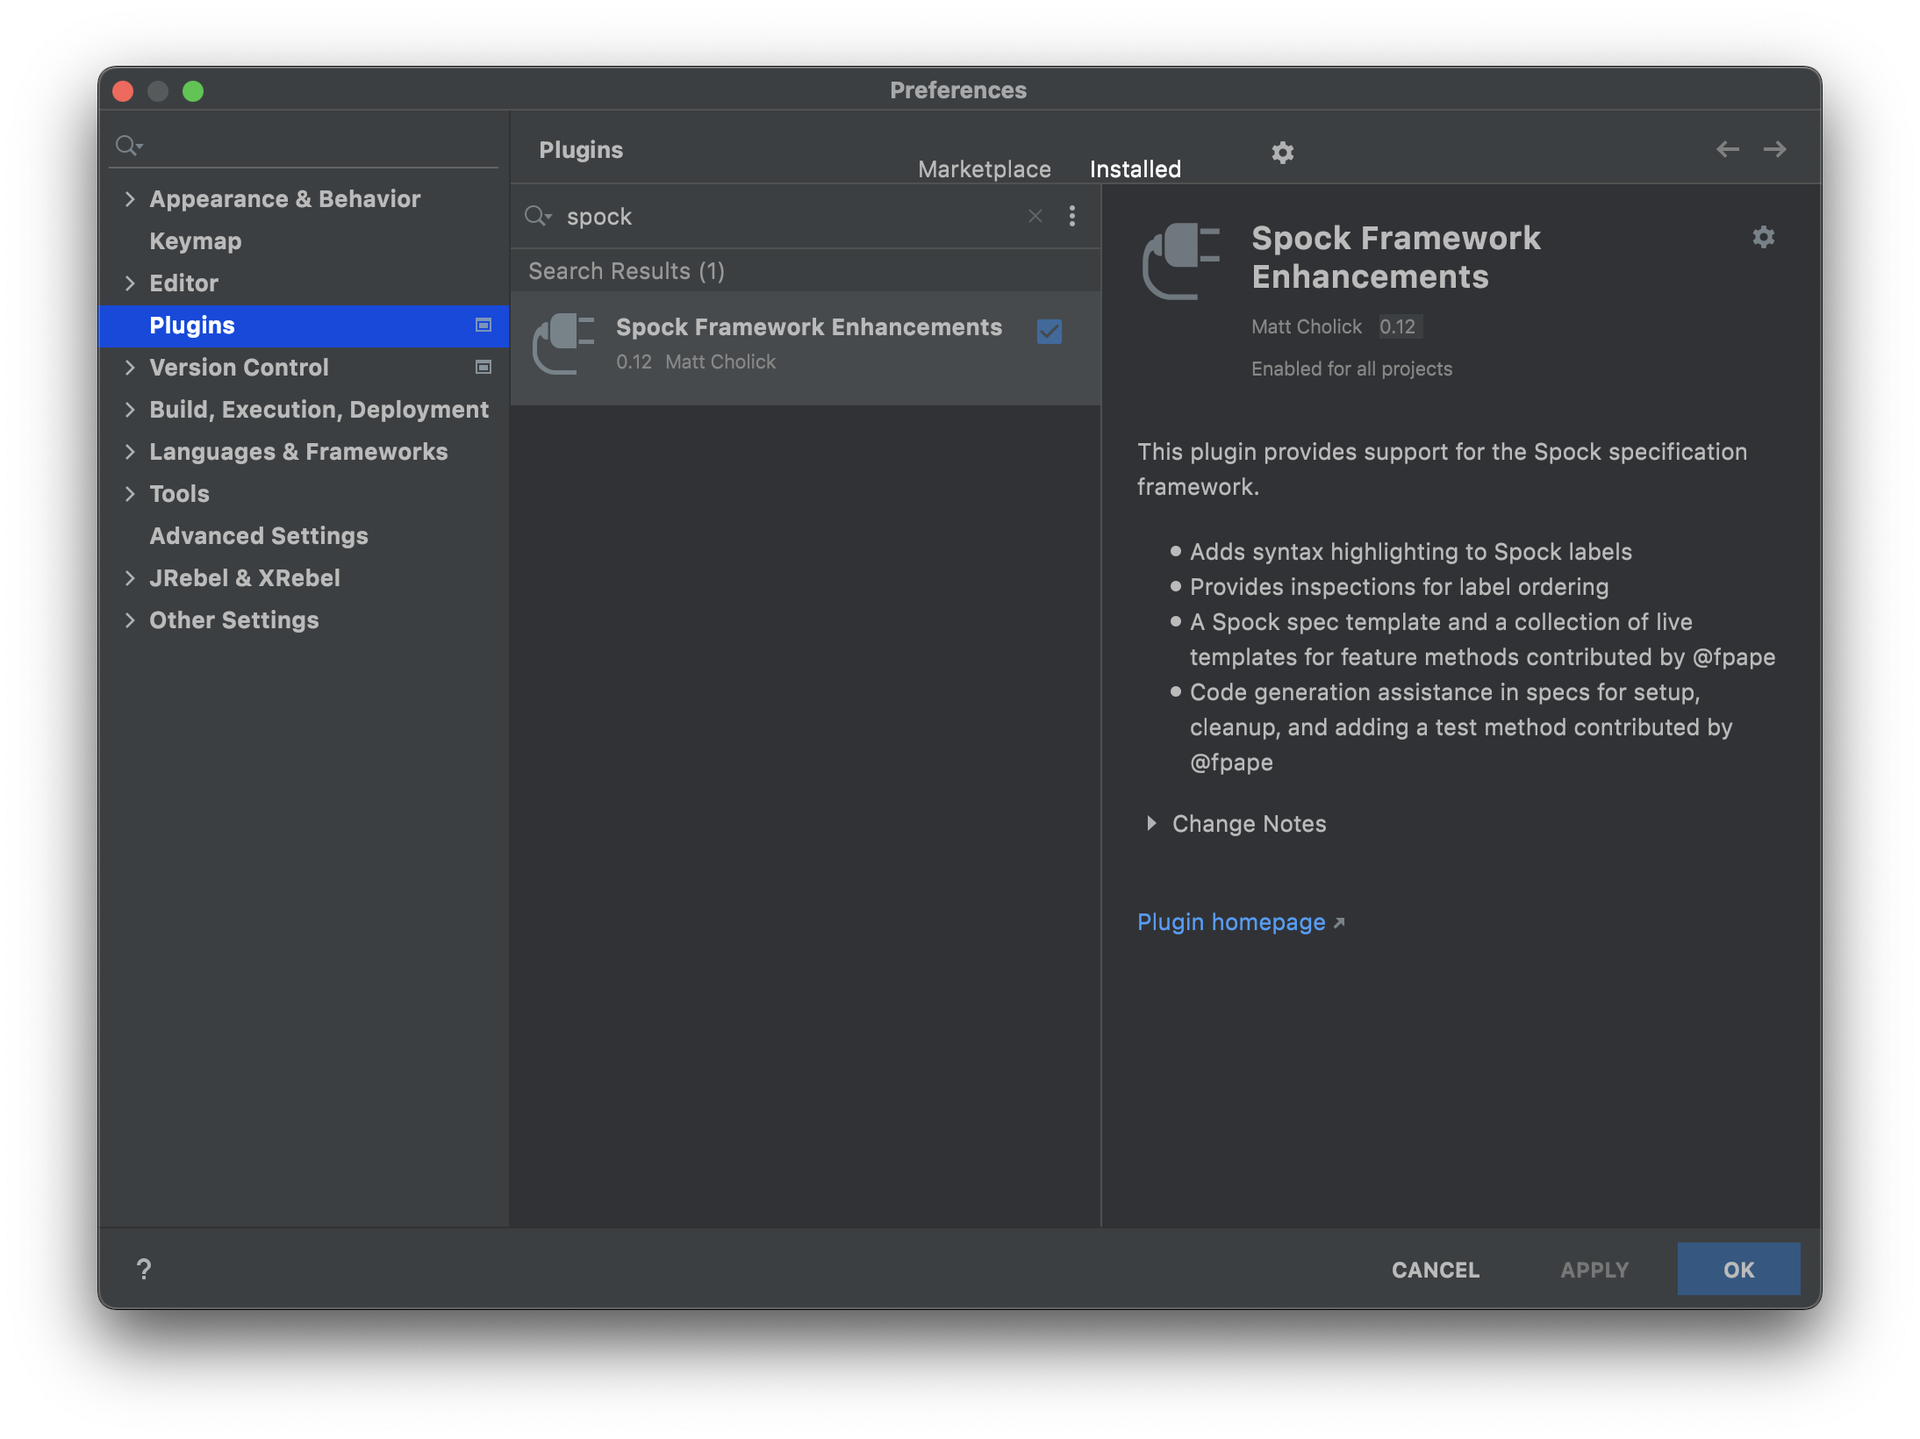 Preferences
Appearance & Behavior
Keymap
Editor
Plugins
Version Control
Build, Execution, Deployment
Languages & Frameworks
Tools
Advanced Settings
JRebel & XRebel
Other Settings
Plugins
Marketplace
Installed
spock
Search Results (1)
Spock Framework Enhancements
0.12 Matt Cholick
Spock Framework
Enhancements
Matt Cholick 0.12
Enabled for all projects
This plugin provides support for the Spock specification
framework.
Adds syntax highlighting to Spock labels
Provides inspections for label ordering
A Spock spec template and a collection of live
templates for feature methods contributed by @fpape
Code generation assistance in specs for setup,
cleanup, and adding a test method contributed by
@fpape
Change Notes
Plugin homepage
?
CANCEL
APPLY
OK